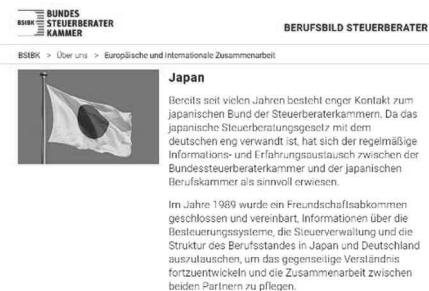 BUNDES
BStBK STEUERBERATER
KAMMER
BERUFSBILD STEUERBERATER
BStBK > Über uns > Europäische und Internationale Zusammenarbeit
Japan
Bereits seit vielen Jahren besteht enger Kontakt zum
japanischen Bund der Steuerberaterkammern. Da das
japanische Steuerberatungsgesetz mit dem
deutschen eng verwandt ist, hat sich der regelmäßige
Informations- und Erfahrungsaustausch zwischen der
Bundessteuerberaterkammer und der japanischen
Berufskammer als sinnvoll erwiesen.
Im Jahre 1989 wurde ein Freundschaftsabkommen
geschlossen und vereinbart, Informationen über die
Besteuerungssysteme, die Steuerverwaltung und die
Struktur des Berufsstandes in Japan und Deutschland
auszutauschen, um das gegenseitige Verständnis
fortzuentwickeln und die Zusammenarbeit zwischen
beiden Partnern zu pflegen.